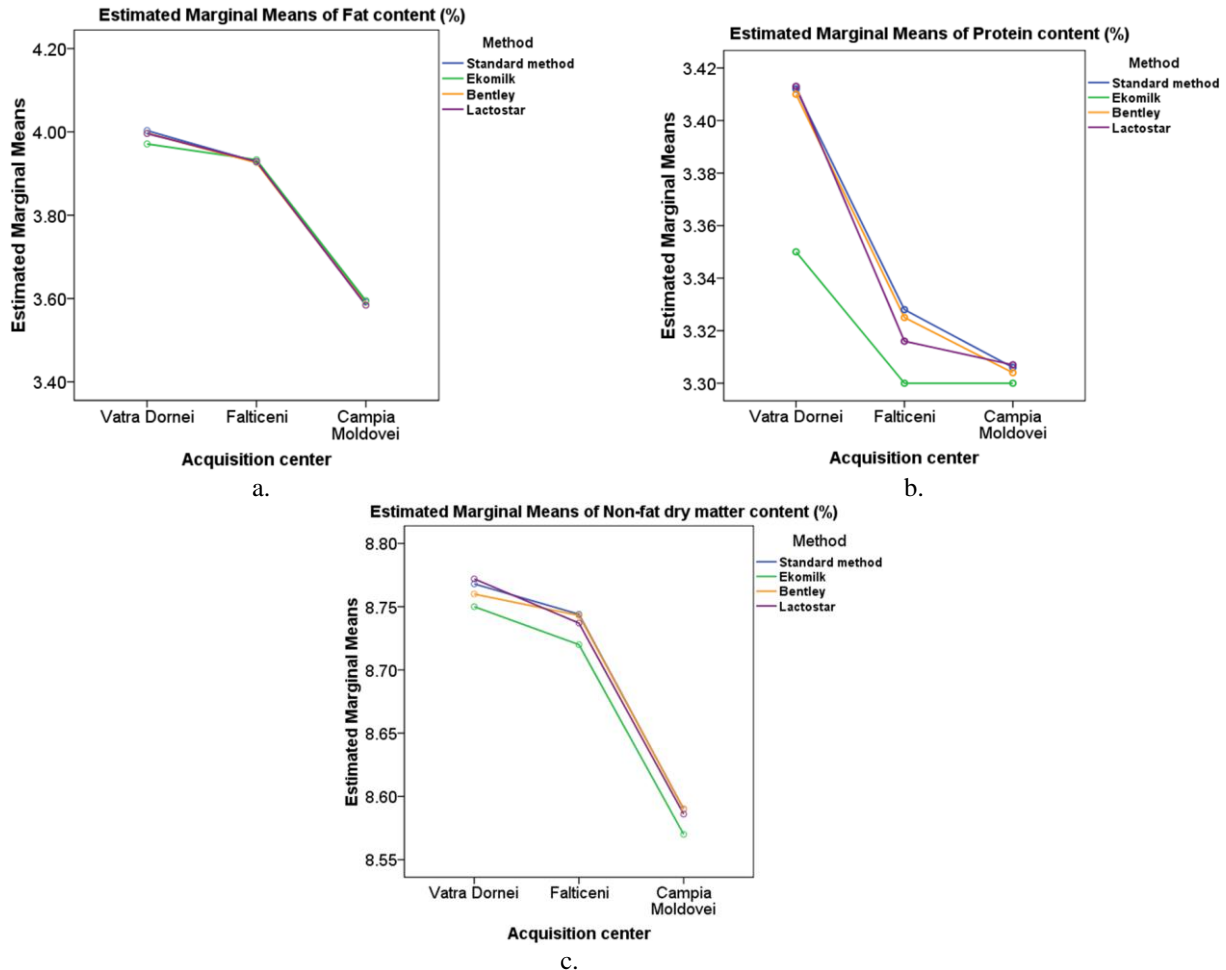 Estimated Marginal Means of Fat content (%)
Method
Standard method
Ekomilk
Bentley
Lactostar
4.20
4.00
3.80
3.60
3.40
Estimated Marginal Means
Vatra Dornei
Falticeni
Campia
Moldovei
Acquisition center
a.
Estimated Marginal Means of Protein content (%)
Method
Standard method
Ekomilk
Bentley
Lactostar
3.42
3.40
3.38
3.36
3.34
3.32
3.30
Estimated Marginal Means
Vatra Dornei
Falticeni
Campia
Moldovei
Acquisition center
b.
Estimated Marginal Means of Non-fat dry matter content (%)
Method
Standard method
Ekomilk
Bentley
Lactostar
8.80
8.75
8.70
8.65
8.60
8.55
Estimated Marginal Means
Vatra Dornei
Falticeni
Campia
Moldovei
Acquisition center
c.